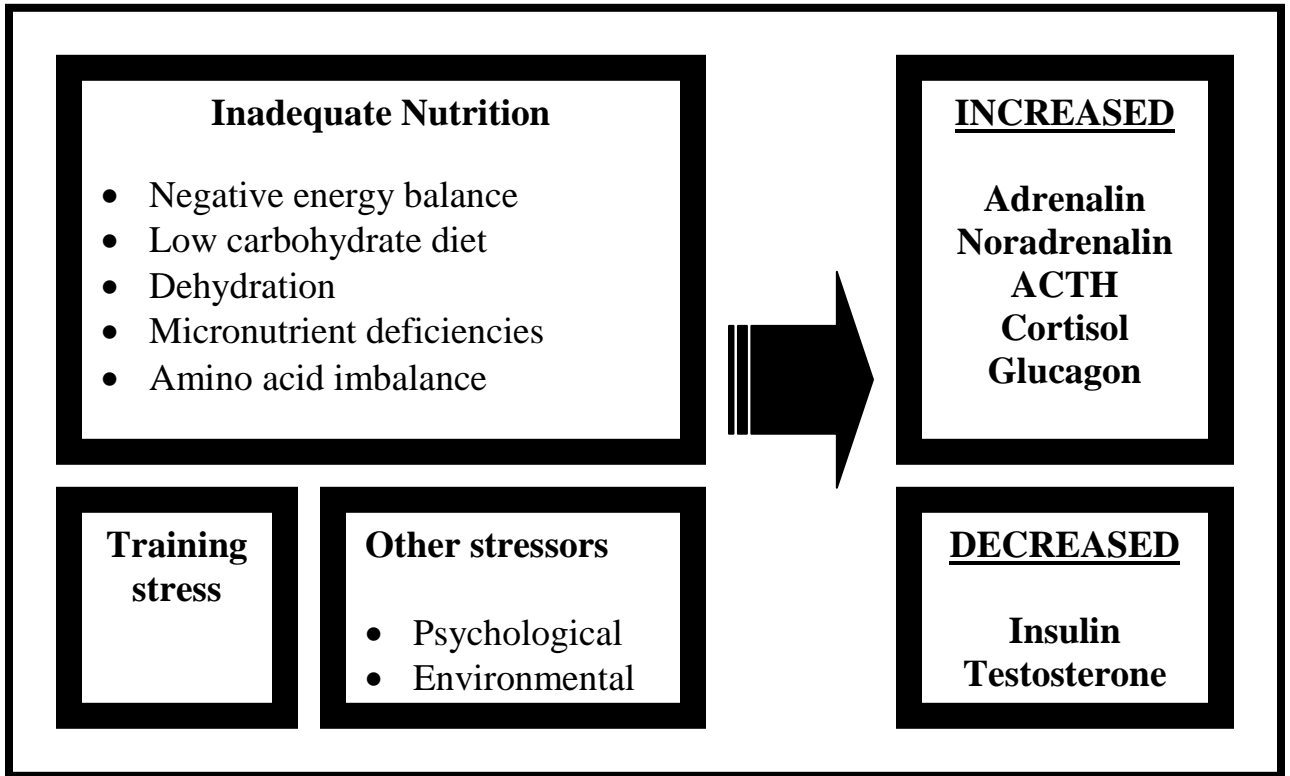 Inadequate Nutrition
• Negative energy balance
• Low carbohydrate diet
• Dehydration
• Micronutrient deficiencies
• Amino acid imbalance
Training
stress
Other stressors
• Psychological
• Environmental
INCREASED
Adrenalin
Noradrenalin
ACTH
Cortisol
Glucagon
DECREASED
Insulin
Testosterone